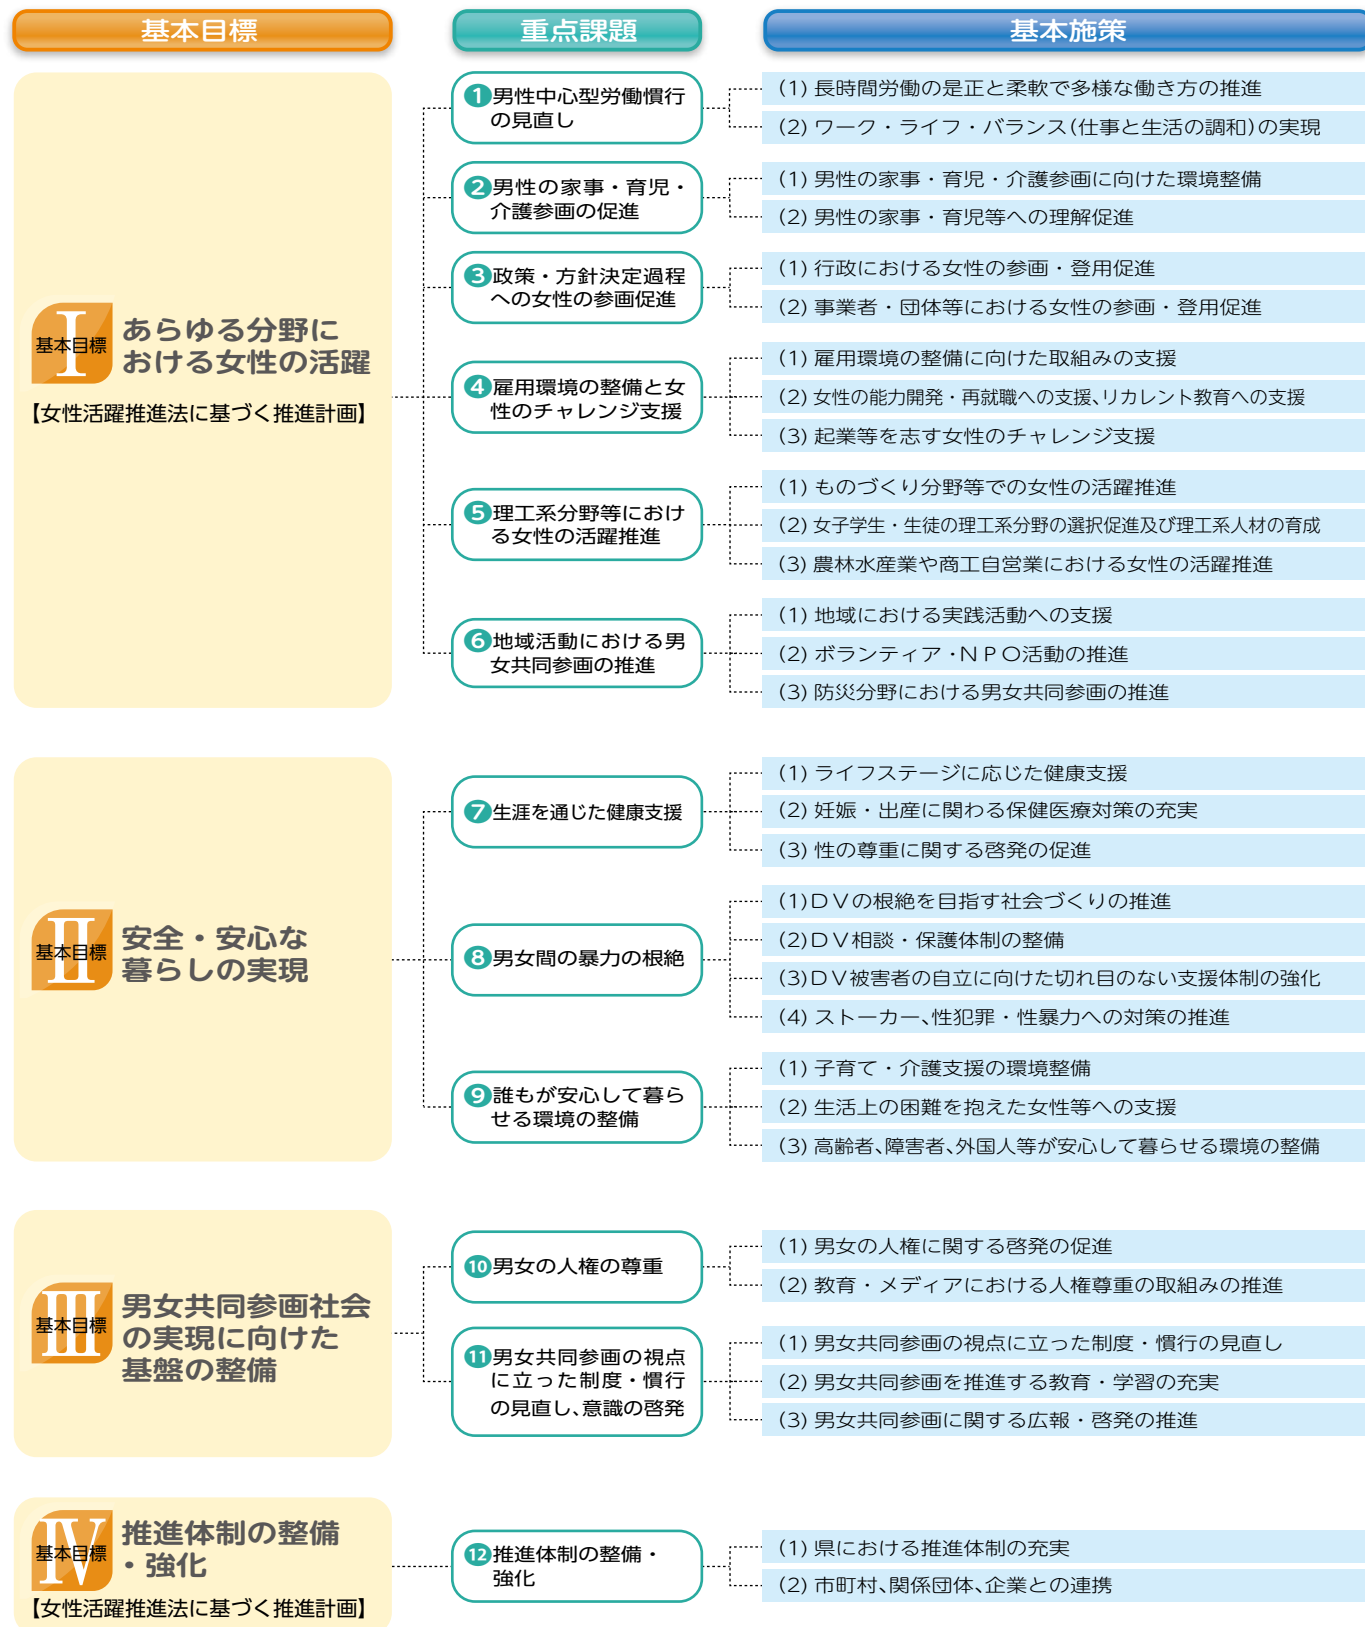 基本目標
重点課題
基本施策
基本目標
I
あらゆる分野に
おける女性の活躍
【女性活躍推進法に基づく推進計画】
❶男性中心型労働慣行
の見直し
(1) 長時間労働の是正と柔軟で多様な働き方の推進
(2) ワーク・ライフ・バランス(仕事と生活の調和)の実現
❷男性の家事・育児・
介護参画の促進
(1) 男性の家事・育児・介護参画に向けた環境整備
(2) 男性の家事・育児等への理解促進
❸政策・方針決定過程
への女性の参画促進
(1) 行政における女性の参画・登用促進
(2) 事業者・団体等における女性の参画・登用促進
❹雇用環境の整備と女
性のチャレンジ支援
(1) 雇用環境の整備に向けた取組みの支援
(2) 女性の能力開発・再就職への支援、リカレント教育への支援
(3) 起業等を志す女性のチャレンジ支援
❺理工系分野等におけ
る女性の活躍推進
(1) ものづくり分野等での女性の活躍推進
(2) 女子学生・生徒の理工系分野の選択促進及び理工系人材の育成
(3) 農林水産業や商工自営業における女性の活躍推進
❻地域活動における男
女共同参画の推進
(1) 地域における実践活動への支援
(2) ボランティア・NPO活動の推進
(3) 防災分野における男女共同参画の推進
基本目標
II
安全・安心な
暮らしの実現
❼生涯を通じた健康支援
(1) ライフステージに応じた健康支援
(2) 妊娠・出産に関わる保健医療対策の充実
(3) 性の尊重に関する啓発の促進
❽男女間の暴力の根絶
(1)DVの根絶を目指す社会づくりの推進
(2)DV相談・保護体制の整備
(3)DV被害者の自立に向けた切れ目のない支援体制の強化
(4) ストーカー、性犯罪・性暴力への対策の推進
❾誰もが安心して暮ら
せる環境の整備
(1) 子育て・介護支援の環境整備
(2) 生活上の困難を抱えた女性等への支援
(3) 高齢者、障害者、外国人等が安心して暮らせる環境の整備
基本目標
III
男女共同参画社会
の実現に向けた
基盤の整備
❿男女の人権の尊重
(1) 男女の人権に関する啓発の促進
(2) 教育・メディアにおける人権尊重の取組みの推進
⓫男女共同参画の視点
に立った制度・慣行
の見直し、意識の啓発
(1) 男女共同参画の視点に立った制度・慣行の見直し
(2) 男女共同参画を推進する教育・学習の充実
(3) 男女共同参画に関する広報・啓発の推進
基本目標
IV
推進体制の整備
・強化
【女性活躍推進法に基づく推進計画】
⓬推進体制の整備・
強化
(1) 県における推進体制の充実
(2) 市町村、関係団体、企業との連携